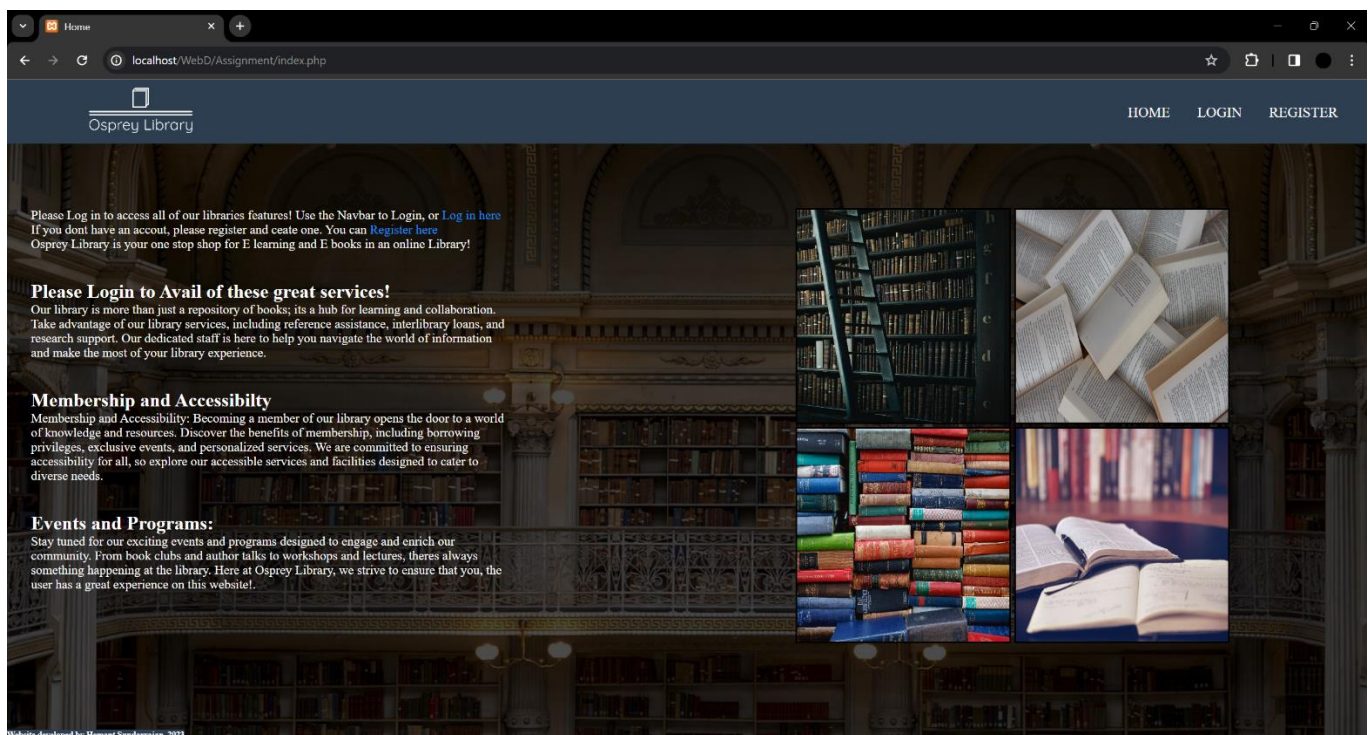 Home
localhost/WebD/Assignment/index.php
Osprey Library
HOME LOGIN REGISTER
Please Log in to access all of our libraries features! Use the Navbar to Login, or Log in here
If you dont have an accout, please register and ceate one. You can Register here
Osprey Library is your one stop shop for E learning and E books in an online Library!
Please Login to Avail of these great services!
Our library is more than just a repository of books; its a hub for learning and collaboration.
Take advantage of our library services, including reference assistance, interlibrary loans, and
research support. Our dedicated staff is here to help you navigate the world of information
and make the most of your library experience.
Membership and Accessibilty
Membership and Accessibility: Becoming a member of our library opens the door to a world
of knowledge and resources. Discover the benefits of membership, including borrowing
privileges, exclusive events, and personalized services. We are committed to ensuring
accessibility for all, so explore our accessible services and facilities designed to cater to
diverse needs.
Events and Programs:
Stay tuned for our exciting events and programs designed to engage and enrich our
community. From book clubs and author talks to workshops and lectures, theres always
something happening at the library. Here at Osprey Library, we strive to ensure that you, the
user has a great experience on this website!.
h
g
f
e
d
c
Website developed by Hemant Sundarrajan, 2023